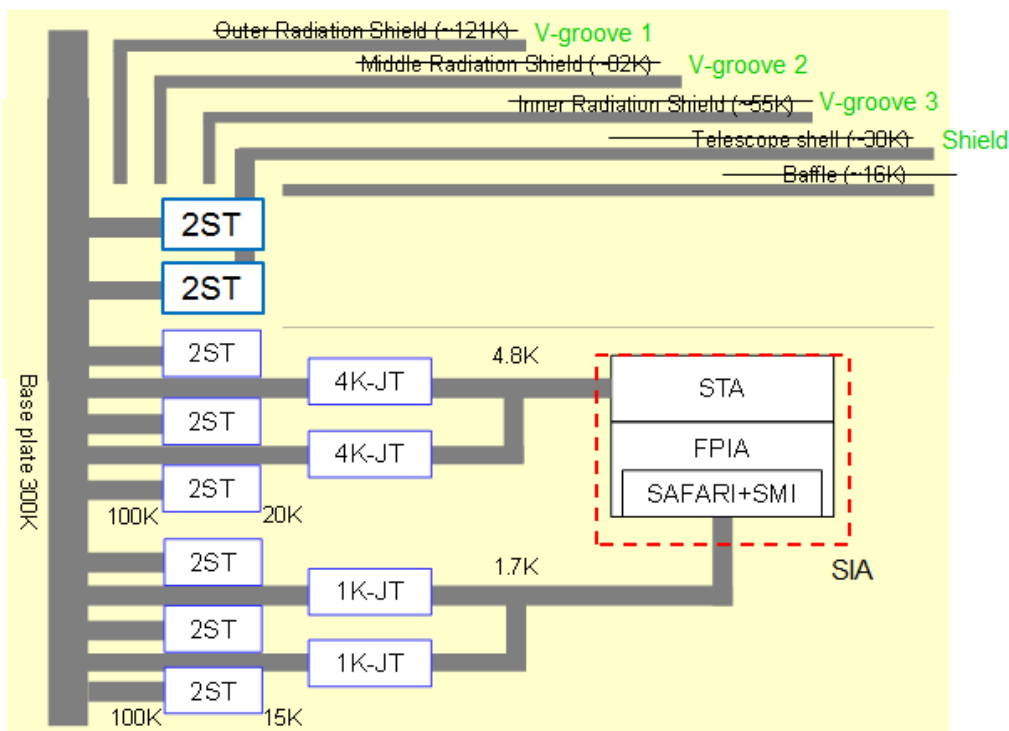 Outer Radiation Shield (~121K) V-groove 1
Middle Radiation Shield (~82K) V-groove 2
Inner Radiation Shield (~55K) V-groove 3
Telescope shell (~30K) Shield
Baffle (~16K)
2ST
2ST
2ST
4.8K
4K-JT
STA
2ST
4K-JT
FPIA
2ST
SAFARI+SMI
100K
20K
Base plate 300K
2ST
1.7K
SIA
1K-JT
2ST
1K-JT
2ST
100K
15K